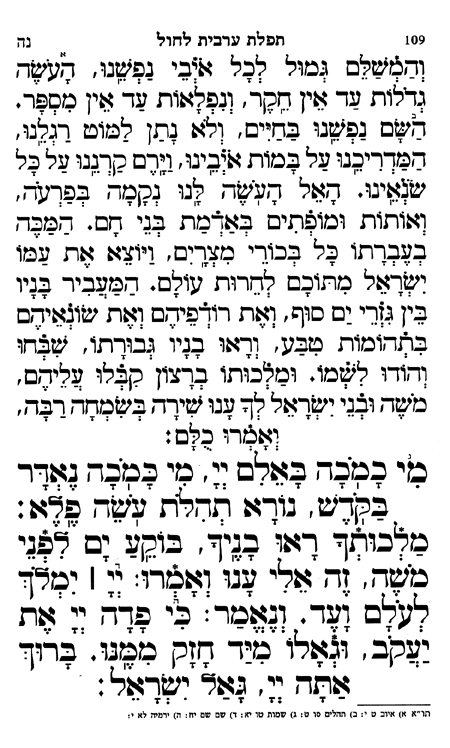 109 תפלת ערבית לחול נה
וְהַמְשַׁלֵּם גְּמוּל לְכָל אֹיְבֵי נַפְשֵׁנוּ, הָעֹשֶׂה
גְדֹלוֹת עַד אֵין חֵקֶר, וְנִפְלָאוֹת עַד אֵין מִסְפָּר.
הַשָּׂם נַפְשֵׁנוּ בַּחַיִּים, וְלֹא נָתַן לַמּוֹט רַגְלֵנוּ,
הַמַּדְרִיכֵנוּ עַל בָּמוֹת אֹיְבֵינוּ, וַיָּרֶם קַרְנֵנוּ עַל כָּל
שׂנְאֵינוּ. הָאֵל הָעֹשֶׂה לָּנוּ נְקָמָה בְּפַרְעֹה,
וְאוֹתוֹת וּמוֹפְתִים בְּאַדְמַת בְּנֵי חָם. הַמַּכֶּה
בְעֶבְרָתוֹ כָּל בְּכוֹרֵי מִצְרָיִם, וַיּוֹצֵא אֶת עַמּוֹ
יִשְׂרָאֵל מִתּוֹכָם לְחֵרוּת עוֹלָם. הַמַּעֲבִיר בָּנָיו
בֵּין גִּזְרֵי יַם סוּף, וְאֶת רוֹדְפֵיהֶם וְאֶת שׂוֹנְאֵיהֶם
בִּתְהוֹמוֹת טִבַּע, וְרָאוּ בָנָיו גְּבוּרָתוֹ, שִׁבְּחוּ
וְהוֹדוּ לִשְׁמוֹ. וּמַלְכוּתוֹ בְרָצוֹן קִבְּלוּ עֲלֵיהֶם,
מֹשֶׁה וּבְנֵי יִשְׂרָאֵל לְךָ עָנוּ שִׁירָה בְּשִׂמְחָה רַבָּה,
וְאָמְרוּ כֻלָּם:
מִי כָמֹכָה בָּאֵלִם יְיָ, מִי כָּמֹכָה נֶאְדָּר
בַּקֹּדֶשׁ, נוֹרָא תְהִלֹּת עֹשֵׂה פֶלֶא:
מַלְכוּתְךָ רָאוּ בָנֶיךָ, בּוֹקֵעַ יָם לִפְנֵי
מֹשֶׁה, זֶה אֵלִי עָנוּ וְאָמְרוּ: יְיָ | יִמְלֹךְ
לְעֹלָם וָעֶד. וְנֶאֱמַר: כִּי פָדָה יְיָ אֶת
יַעֲקֹב, וּגְאָלוֹ מִיַּד חָזָק מִמֶּנּוּ. בָּרוּךְ
אַתָּה יְיָ, גָּאַל יִשְׂרָאֵל:
תו״א א) איוב ט י: ב) תהלים סו ט: ג) שמות טו יא: ד) שם שם יח: ה) ירמיה לא י: